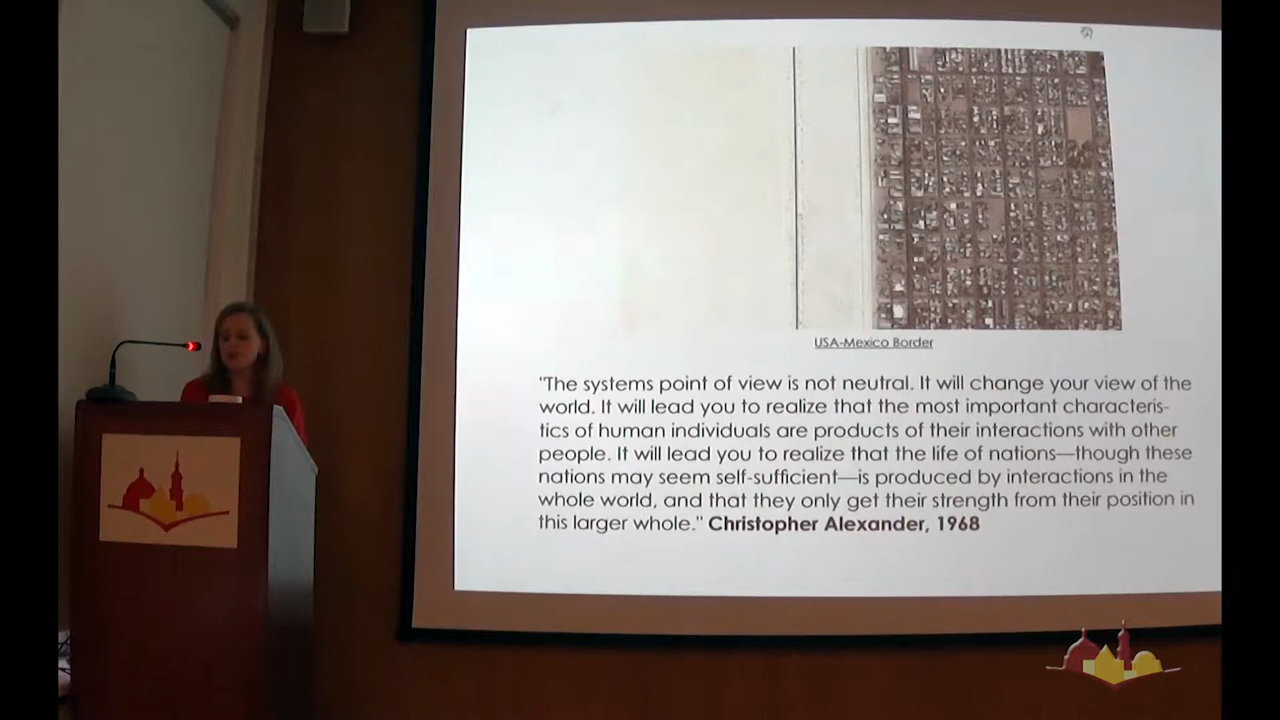 USA-Mexico Border
"The systems point of view is not neutral. It will change your view of the
world. It will lead you to realize that the most important characteris-
tics of human individuals are products of their interactions with other
people. It will lead you to realize that the life of nations—though these
nations may seem self-sufficient—is produced by interactions in the
whole world, and that they only get their strength from their position in
this larger whole." Christopher Alexander, 1968